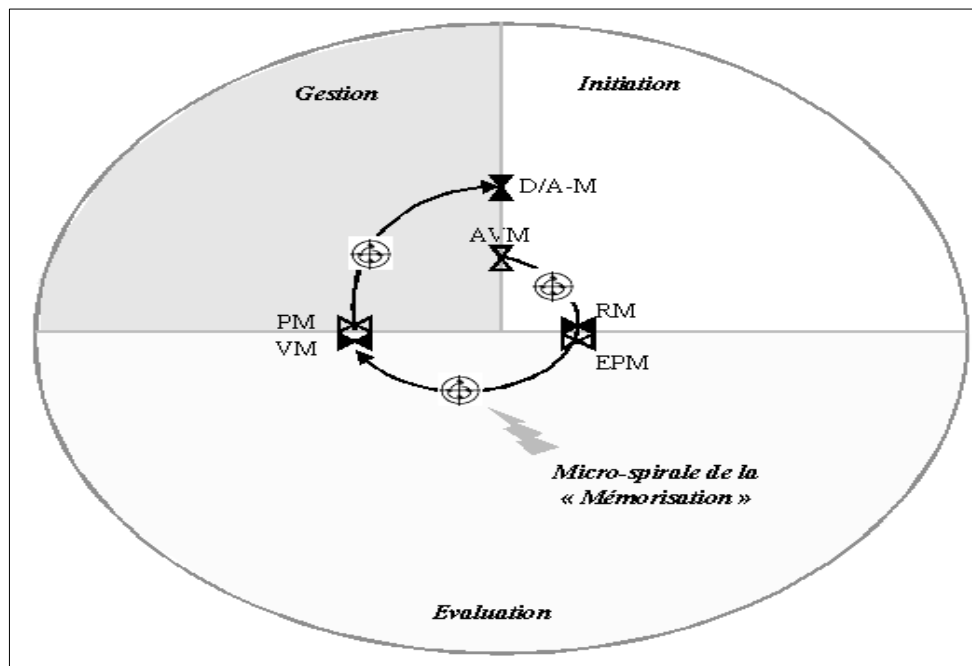 Gestion
Initiation
D/A-M
AVM
PM
RM
VM
EPM
Micro-spirale de la
« Mémorisation »
Evaluation